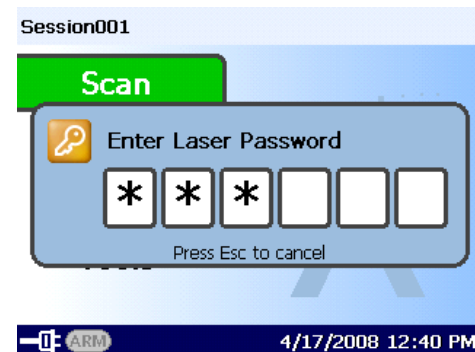 Session001
Scan
Enter Laser Password
* * *
Press Esc to cancel
ARM
4/17/2008 12:40 PM